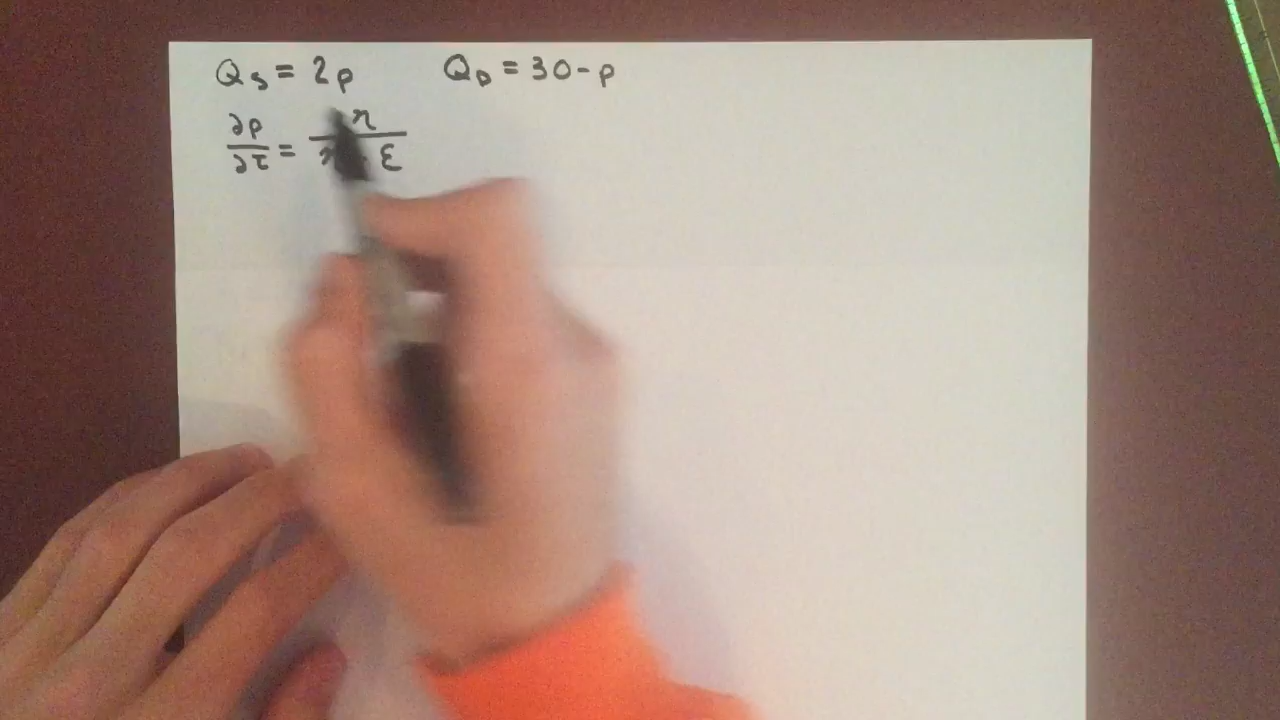 Qs = 2p QD = 30-p
∂p/∂τ = η/η ε